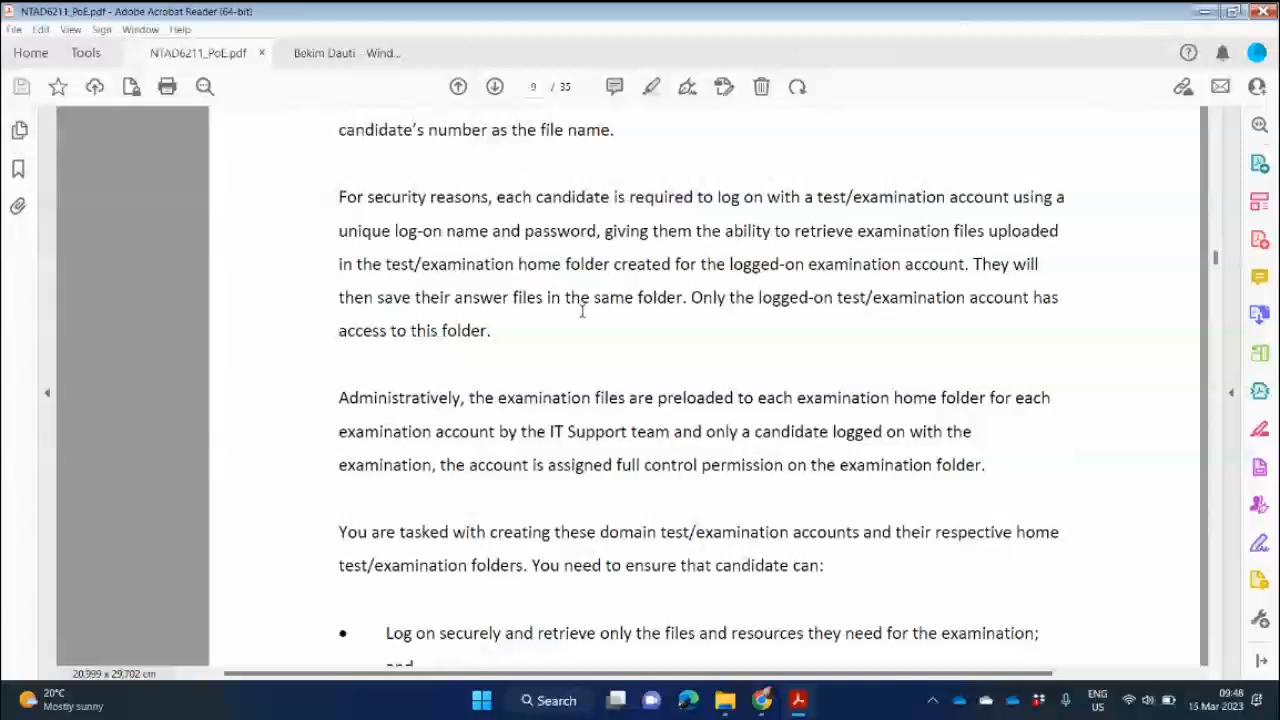 NTAD6211_PoE.pdf - Adobe Acrobat Reader (64-bit)
File Edit View Sign Window Help
Home Tools NTAD6211_PoE.pdf × Bekim Dauti - Wind...
9 / 35
candidate's number as the file name.
For security reasons, each candidate is required to log on with a test/examination account using a
unique log-on name and password, giving them the ability to retrieve examination files uploaded
in the test/examination home folder created for the logged-on examination account. They will
then save their answer files in the same folder. Only the logged-on test/examination account has
access to this folder.
Administratively, the examination files are preloaded to each examination home folder for each
examination account by the IT Support team and only a candidate logged on with the
examination, the account is assigned full control permission on the examination folder.
You are tasked with creating these domain test/examination accounts and their respective home
test/examination folders. You need to ensure that candidate can:
• Log on securely and retrieve only the files and resources they need for the examination;
and
20,999 x 29,702 cm
20°C
Mostly sunny
Search
ENG
US
09:48
15 Mar 2023